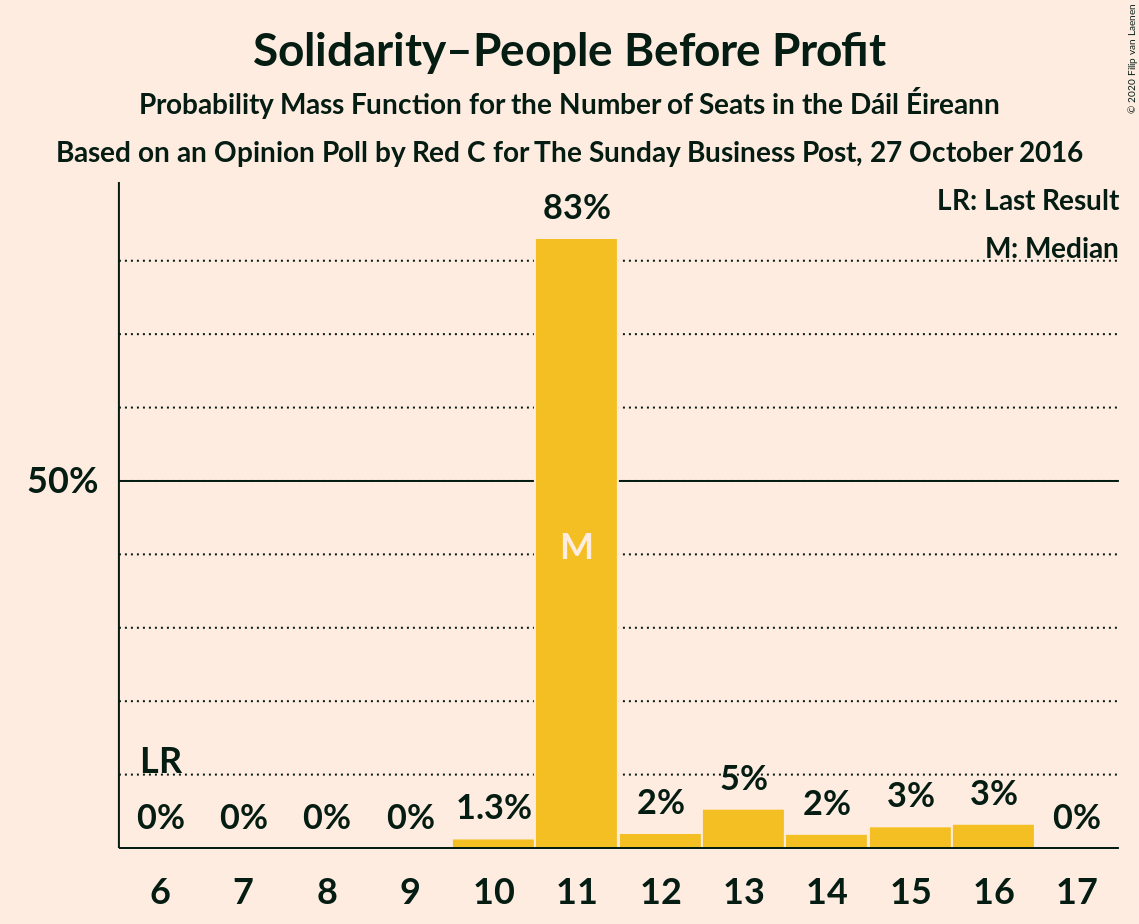 Solidarity–People Before Profit
Probability Mass Function for the Number of Seats in the Dáil Éireann
Based on an Opinion Poll by Red C for The Sunday Business Post, 27 October 2016
© 2020 Filip van Laenen
LR: Last Result
M: Median
83%
50%
M
LR
0% 0% 0% 0% 1.3% 2% 5% 2% 3% 3% 0%
6 7 8 9 10 11 12 13 14 15 16 17